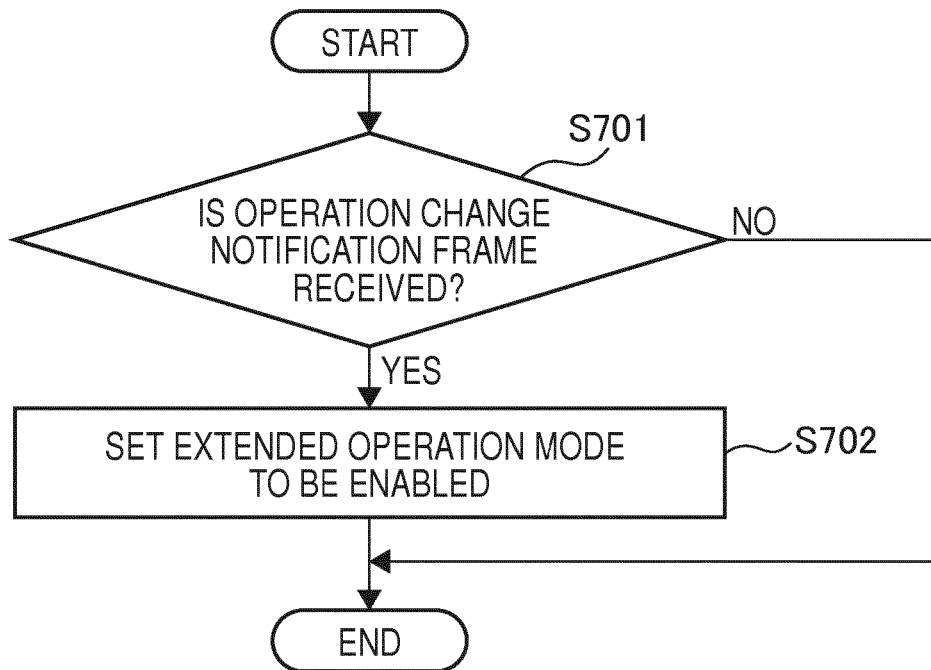 START
S701
IS OPERATION CHANGE
NOTIFICATION FRAME
RECEIVED?
NO
YES
SET EXTENDED OPERATION MODE
TO BE ENABLED
S702
END